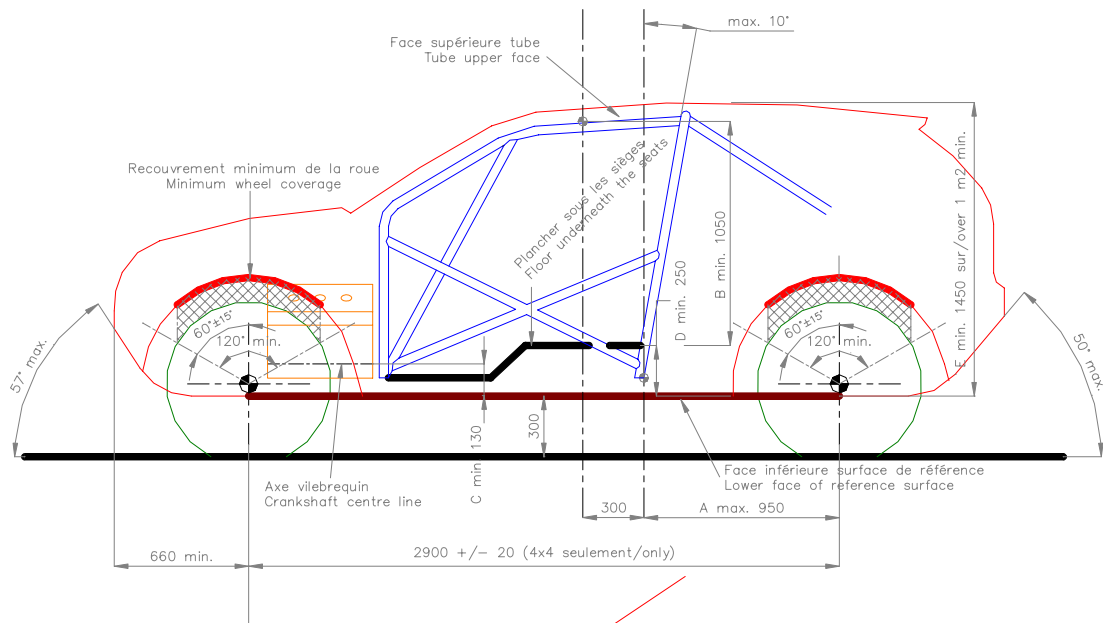 max. 10°
Face supérieure tube
Tube upper face
Recouvrement minimum de la roue
Minimum wheel coverage
Plancher sous les sièges
Floor underneath the seats
B min. 1050
D min. 250
E min. 1450 sur/over 1 m2 min.
60°±15°
120° min.
60°±15°
120° min.
57° max.
50° max.
C min. 130
300
Axe vilebrequin
Crankshaft centre line
Face inférieure surface de référence
Lower face of reference surface
300
A max. 950
660 min.
2900 +/- 20 (4x4 seulement/only)